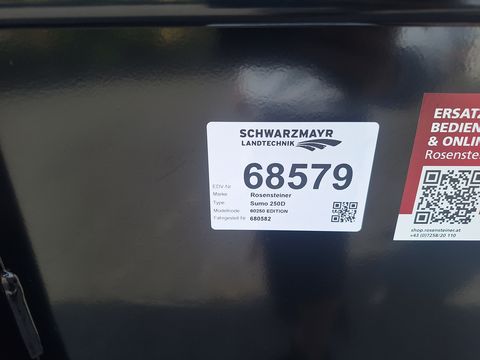 SCHWARZMAYR
LANDTECHNIK
EDV-Nr. 68579
Marke: Rosensteiner
Type: Sumo 250D
Modellcode: 60250 EDITION
Fahrgestell Nr. 680582
ERSATZ
BEDIEN
& ONLIN
Rosenstei
shop.rosensteiner.at
+43 (0)7258/20 110